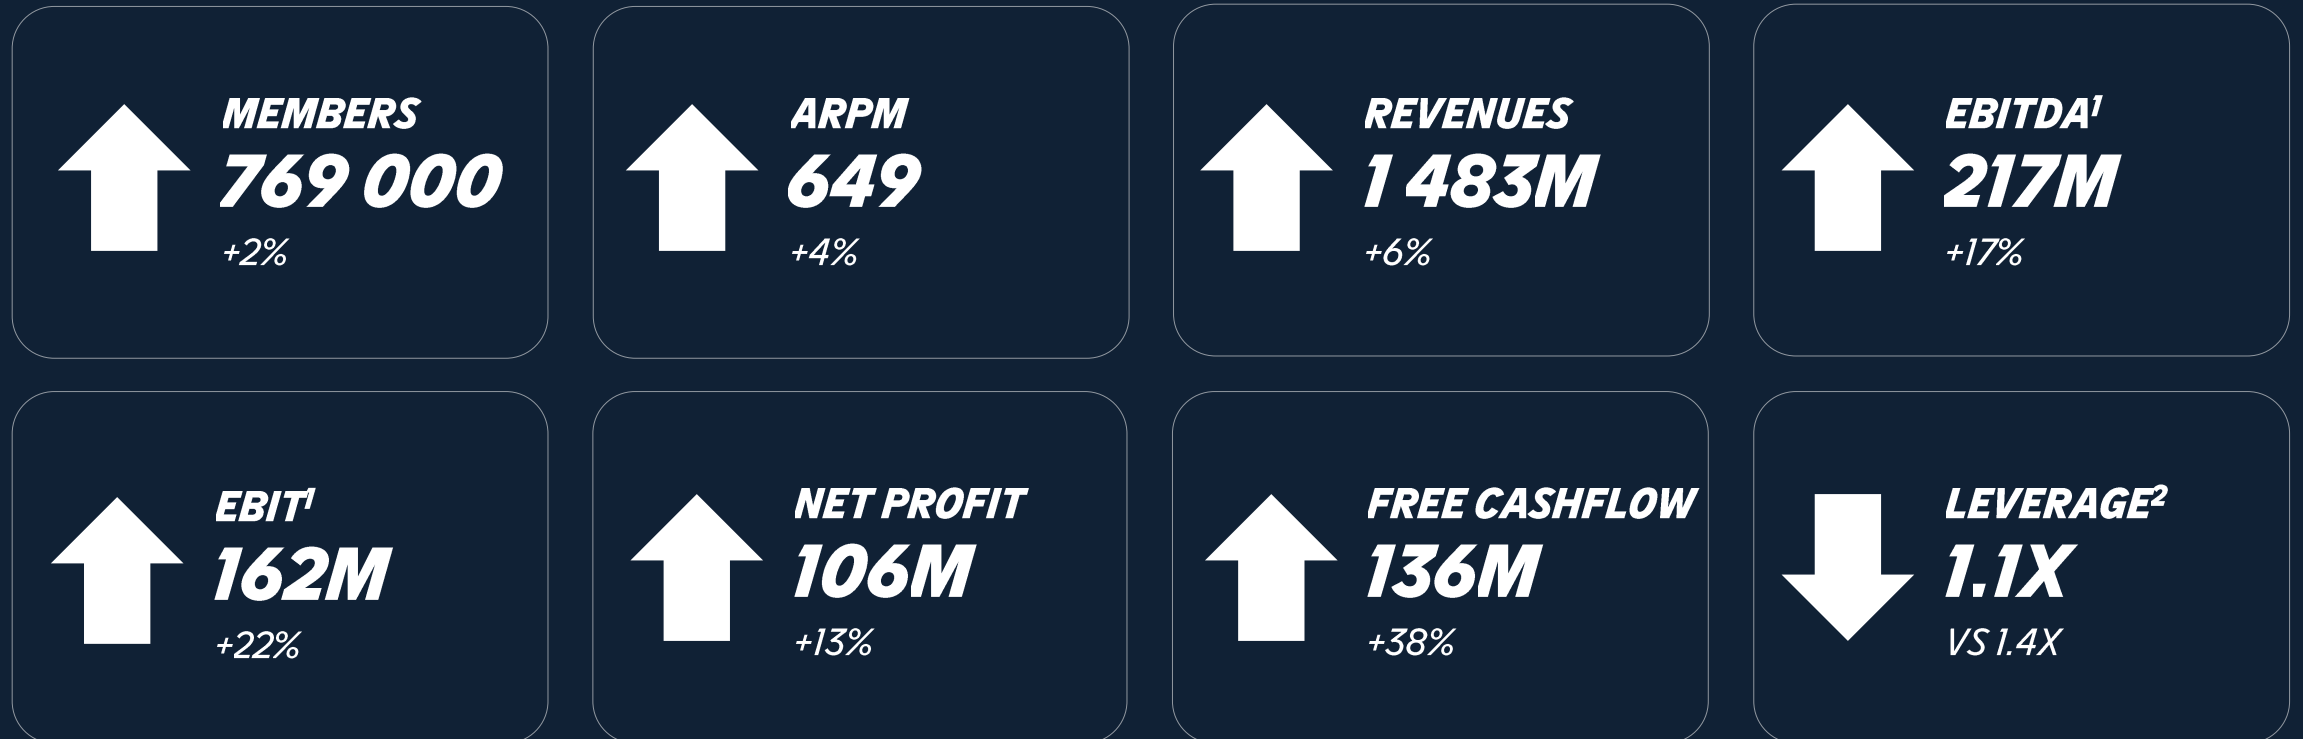 MEMBERS
769 000
+2%
ARPM
649
+4%
REVENUES
1 483M
+6%
EBITDA¹
217M
+17%
EBIT¹
162M
+22%
NET PROFIT
106M
+13%
FREE CASHFLOW
136M
+38%
LEVERAGE²
1.1X
VS 1.4X